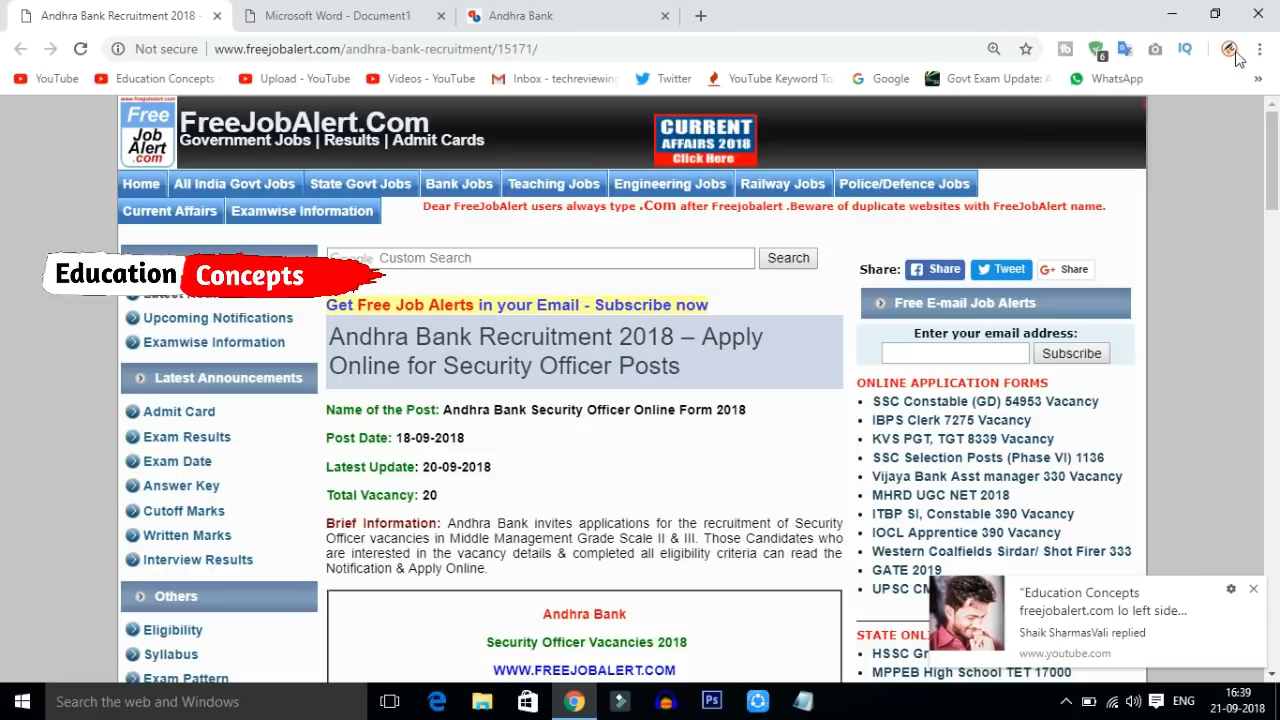 Andhra Bank Recruitment 2018 -
Microsoft Word - Document1
Andhra Bank
Not secure
www.freejobalert.com/andhra-bank-recruitment/15171/
6
YouTube
Education Concepts
Upload - YouTube
Videos - YouTube
Inbox - techreviewing
Twitter
YouTube Keyword To
Google
Govt Exam Update: A
WhatsApp
www.freejobalert.com
Free
Job
Alert
.com
FreeJobAlert.Com
Government Jobs | Results | Admit Cards
CURRENT
AFFAIRS 2018
Click Here
Home
All India Govt Jobs
State Govt Jobs
Bank Jobs
Teaching Jobs
Engineering Jobs
Railway Jobs
Police/Defence Jobs
Current Affairs
Examwise Information
Dear FreeJobAlert users always type .Com after Freejobalert .Beware of duplicate websites with FreeJobAlert name.
Education Concepts
Upcoming Notifications
Examwise Information
Latest Announcements
Admit Card
Exam Results
Exam Date
Answer Key
Cutoff Marks
Written Marks
Interview Results
Others
Eligibility
Syllabus
Exam Pattern
Google Custom Search
Search
Get Free Job Alerts in your Email - Subscribe now
Andhra Bank Recruitment 2018 – Apply
Online for Security Officer Posts
Name of the Post: Andhra Bank Security Officer Online Form 2018
Post Date: 18-09-2018
Latest Update: 20-09-2018
Total Vacancy: 20
Brief Information: Andhra Bank invites applications for the recruitment of Security
Officer vacancies in Middle Management Grade Scale II & III. Those Candidates who
are interested in the vacancy details & completed all eligibility criteria can read the
Notification & Apply Online.
Andhra Bank
Security Officer Vacancies 2018
WWW.FREEJOBALERT.COM
Share:
Share
Tweet
G+ Share
Free E-mail Job Alerts
Enter your email address:
Subscribe
ONLINE APPLICATION FORMS
SSC Constable (GD) 54953 Vacancy
IBPS Clerk 7275 Vacancy
KVS PGT, TGT 8339 Vacancy
SSC Selection Posts (Phase VI) 1136
Vijaya Bank Asst manager 330 Vacancy
MHRD UGC NET 2018
ITBP SI, Constable 390 Vacancy
IOCL Apprentice 390 Vacancy
Western Coalfields Sirdar/ Shot Firer 333
GATE 2019
UPSC
STATE
HSSC
MPPEB High School TET 17000
"Education Concepts
freejobalert.com lo left side...
Shaik SharmasVali replied
www.youtube.com
Search the web and Windows
Ps
ENG
16:39
21-09-2018